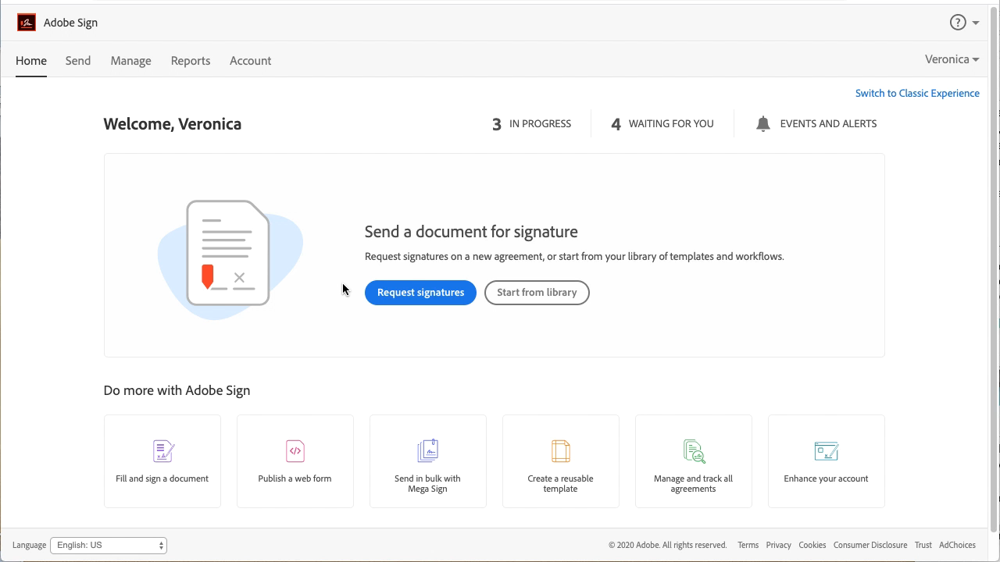 Adobe Sign
?
Home Send Manage Reports Account
Veronica
Switch to Classic Experience
Welcome, Veronica
3 IN PROGRESS
4 WAITING FOR YOU
EVENTS AND ALERTS
Send a document for signature
Request signatures on a new agreement, or start from your library of templates and workflows.
Request signatures
Start from library
Do more with Adobe Sign
Fill and sign a document
Publish a web form
Send in bulk with
Mega Sign
Create a reusable
template
Manage and track all
agreements
Enhance your account
Language English: US
© 2020 Adobe. All rights reserved. Terms Privacy Cookies Consumer Disclosure Trust AdChoices